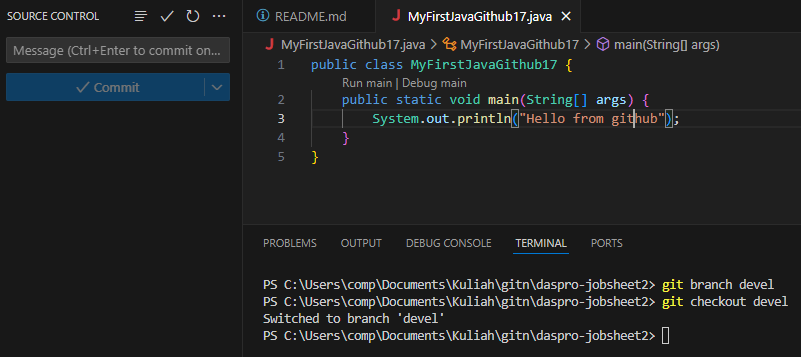 SOURCE CONTROL
Message (Ctrl+Enter to commit on...
Commit
README.md
J MyFirstJavaGithub17.java
J MyFirstJavaGithub17.java > MyFirstJavaGithub17 > main(String[] args)
1 public class MyFirstJavaGithub17 {
Run main | Debug main
2 public static void main(String[] args) {
3 System.out.println("Hello from github");
4 }
5 }
PROBLEMS OUTPUT DEBUG CONSOLE TERMINAL PORTS
PS C:\Users\comp\Documents\Kuliah\gitn\daspro-jobsheet2> git branch devel
PS C:\Users\comp\Documents\Kuliah\gitn\daspro-jobsheet2> git checkout devel
Switched to branch 'devel'
PS C:\Users\comp\Documents\Kuliah\gitn\daspro-jobsheet2>